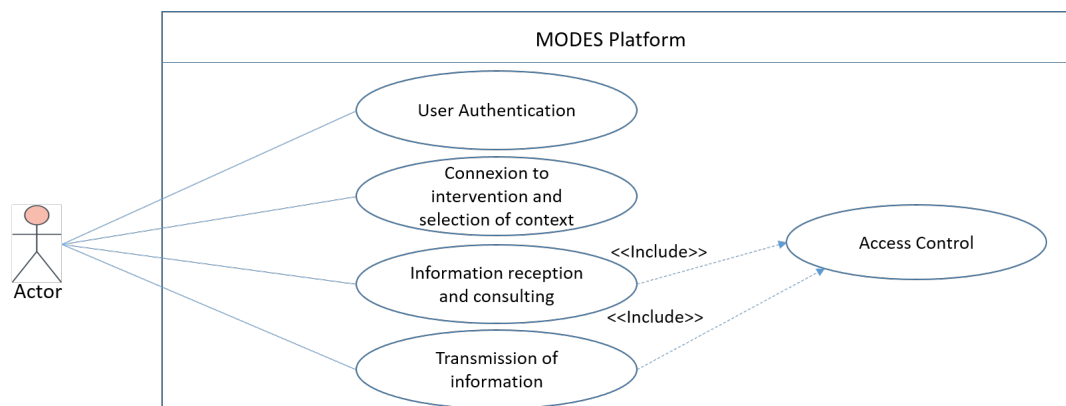 MODES Platform
User Authentication
Connexion to
intervention and
selection of context
<<Include>>
Access Control
Information reception
and consulting
Actor
<<Include>>
Transmission of
information